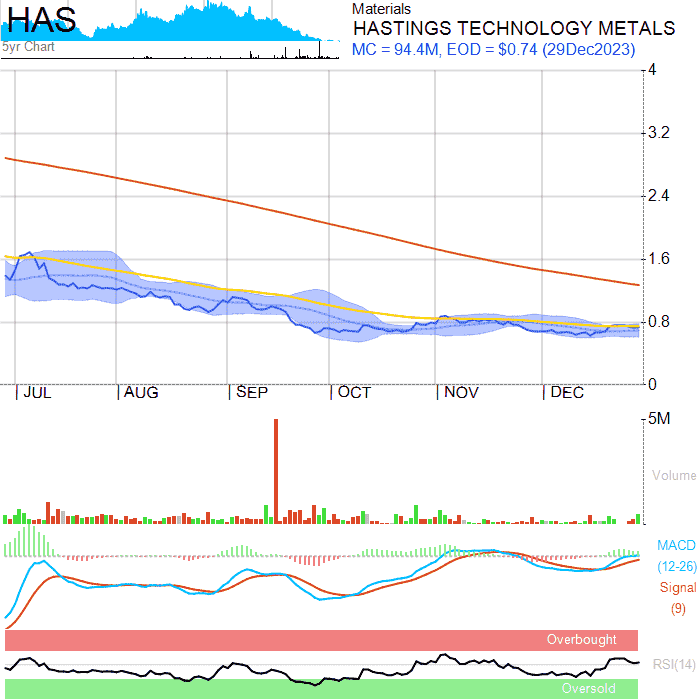 HAS
5yr Chart
Materials
HASTINGS TECHNOLOGY METALS
MC = 94.4M, EOD = $0.74 (29Dec2023)
4
3.2
2.4
1.6
0.8
0
JUL AUG SEP OCT NOV DEC
5M
Volume
MACD
(12-26)
Signal
(9)
Overbought
RSI(14)
Oversold